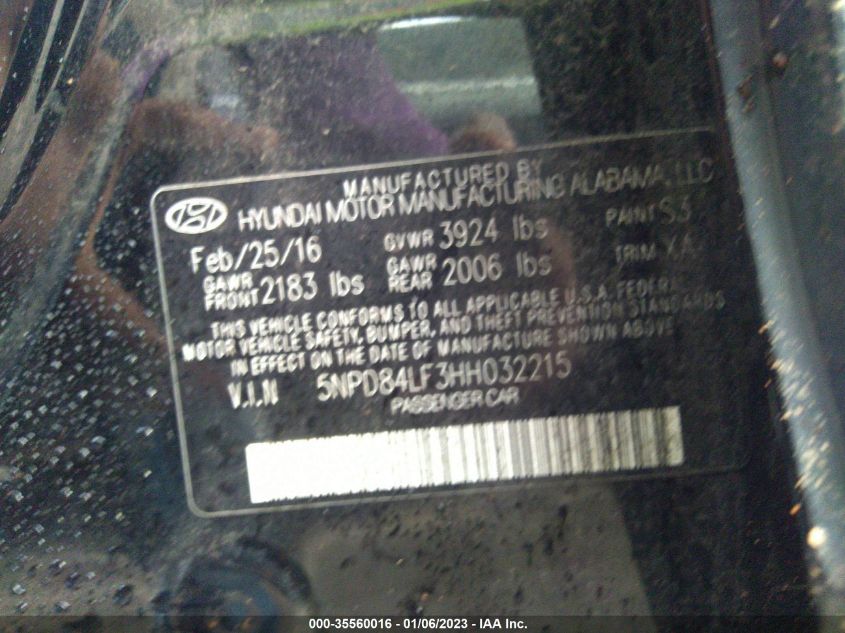 MANUFACTURED BY
HYUNDAI MOTOR MANUFACTURING ALABAMA, LLC
Feb/25/16 GVWR 3924 lbs PAINT S3
GAWR FRONT 2183 lbs GAWR REAR 2006 lbs TRIM XA
THIS VEHICLE CONFORMS TO ALL APPLICABLE U.S.A. FEDERAL
MOTOR VEHICLE SAFETY, BUMPER, AND THEFT PREVENTION STANDARDS
IN EFFECT ON THE DATE OF MANUFACTURE SHOWN ABOVE
V.I.N 5NPD84LF3HH032215
PASSENGER CAR
000-35560016 - 01/06/2023 - IAA Inc.